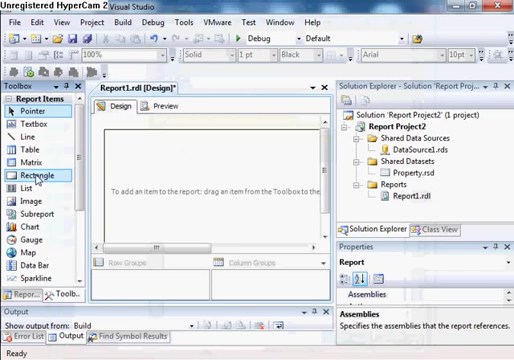 Unregistered HyperCam 2 Visual Studio
File Edit View Project Build Debug Tools VMware Test Window Help
Debug Default
100% Solid 1 pt Black Arial 10pt
Toolbox
Report Items
Pointer
Textbox
Line
Table
Matrix
Rectangle
List
Image
Subreport
Chart
Gauge
Map
Data Bar
Sparkline
Repor... Toolb...
Report1.rdl [Design]*
Design Preview
To add an item to the report: drag an item from the Toolbox to the
Row Groups Column Groups
Solution Explorer - Solution 'Report Proj...
Solution 'Report Project2' (1 project)
Report Project2
Shared Data Sources
DataSource1.rds
Shared Datasets
Property.rsd
Reports
Report1.rdl
Solution Explorer Class View
Properties
Report
Assemblies
Assemblies
Specifies the assemblies that the report references.
Output
Show output from: Build
Error List Output Find Symbol Results
Ready